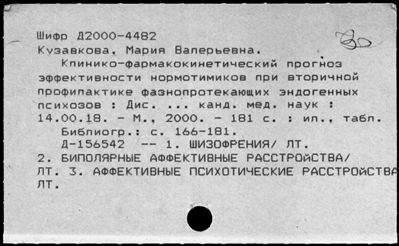 Шифр Д2000-4482
Кузавкова, Мария Валерьевна.
Клинико-фармакокинетический прогноз
эффективности нормотимиков при вторичной
профилактике фазнопротекающих эндогенных
психозов : Дис. ... канд. мед. наук :
14.00.18. - М., 2000. - 181 с. : ил., табл.
Библиогр.: с. 166-181.
Д-156542 -- 1. ШИЗОФРЕНИЯ/ ЛТ.
2. БИПОЛЯРНЫЕ АФФЕКТИВНЫЕ РАССТРОЙСТВА/
ЛТ. 3. АФФЕКТИВНЫЕ ПСИХОТИЧЕСКИЕ РАССТРОЙСТВА
ЛТ.